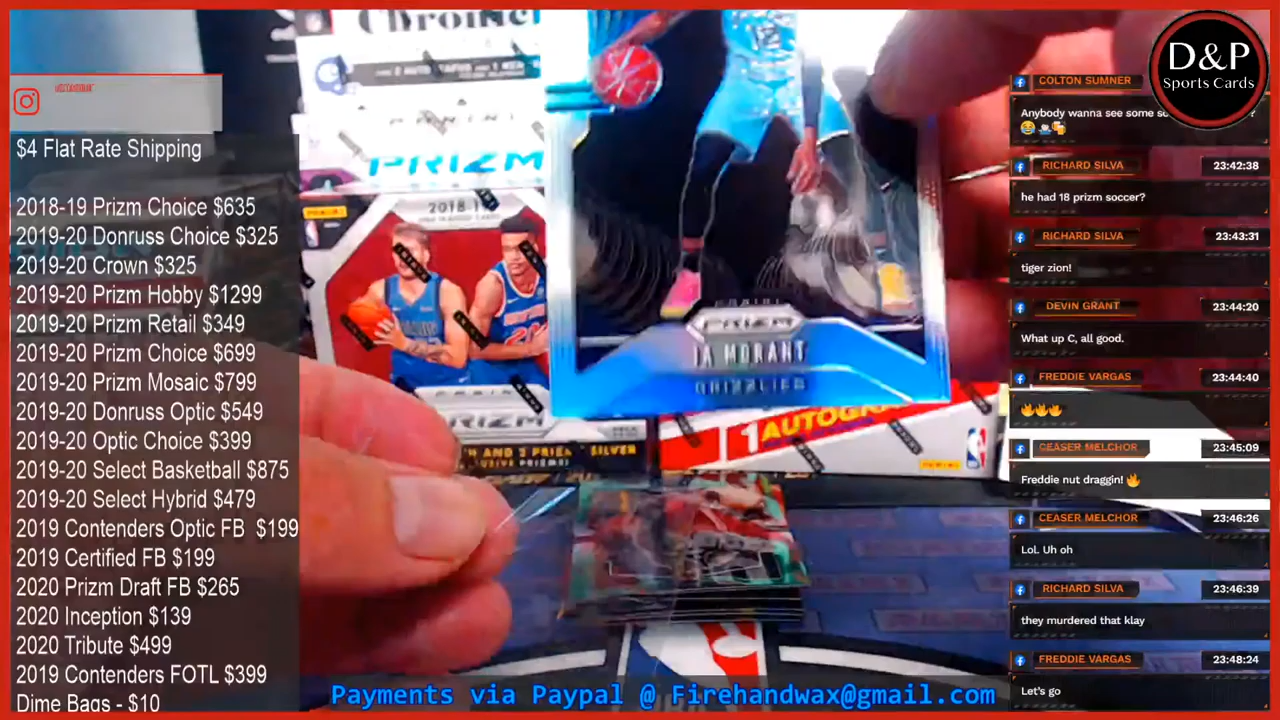 $4 Flat Rate Shipping
2018-19 Prizm Choice $635
2019-20 Donruss Choice $325
2019-20 Crown $325
2019-20 Prizm Hobby $1299
2019-20 Prizm Retail $349
2019-20 Prizm Choice $699
2019-20 Prizm Mosaic $799
2019-20 Donruss Optic $549
2019-20 Optic Choice $399
2019-20 Select Basketball $875
2019-20 Select Hybrid $479
2019 Contenders Optic FB $199
2019 Certified FB $199
2020 Prizm Draft FB $265
2020 Inception $139
2020 Tribute $499
2019 Contenders FOTL $399
Dime Bags - $10
PANINI
PRIZM
2018-1
PRIZM
SILVER
PANINI
PRIZM
JA MORANT
GRIZZLIES
1 AUTOGRA
PANINI
Payments via Paypal @ Firehandwax@gmail.com
D&P
Sports Cards
COLTON SUMNER
Anybody wanna see some
RICHARD SILVA 23:42:38
he had 18 prizm soccer?
RICHARD SILVA 23:43:31
tiger zion!
DEVIN GRANT 23:44:20
What up C, all good.
FREDDIE VARGAS 23:44:40
🔥🔥🔥
CEASER MELCHOR 23:45:09
Freddie nut draggin! 🔥
CEASER MELCHOR 23:46:26
Lol. Uh oh
RICHARD SILVA 23:46:39
they murdered that klay
FREDDIE VARGAS 23:48:24
Let's go